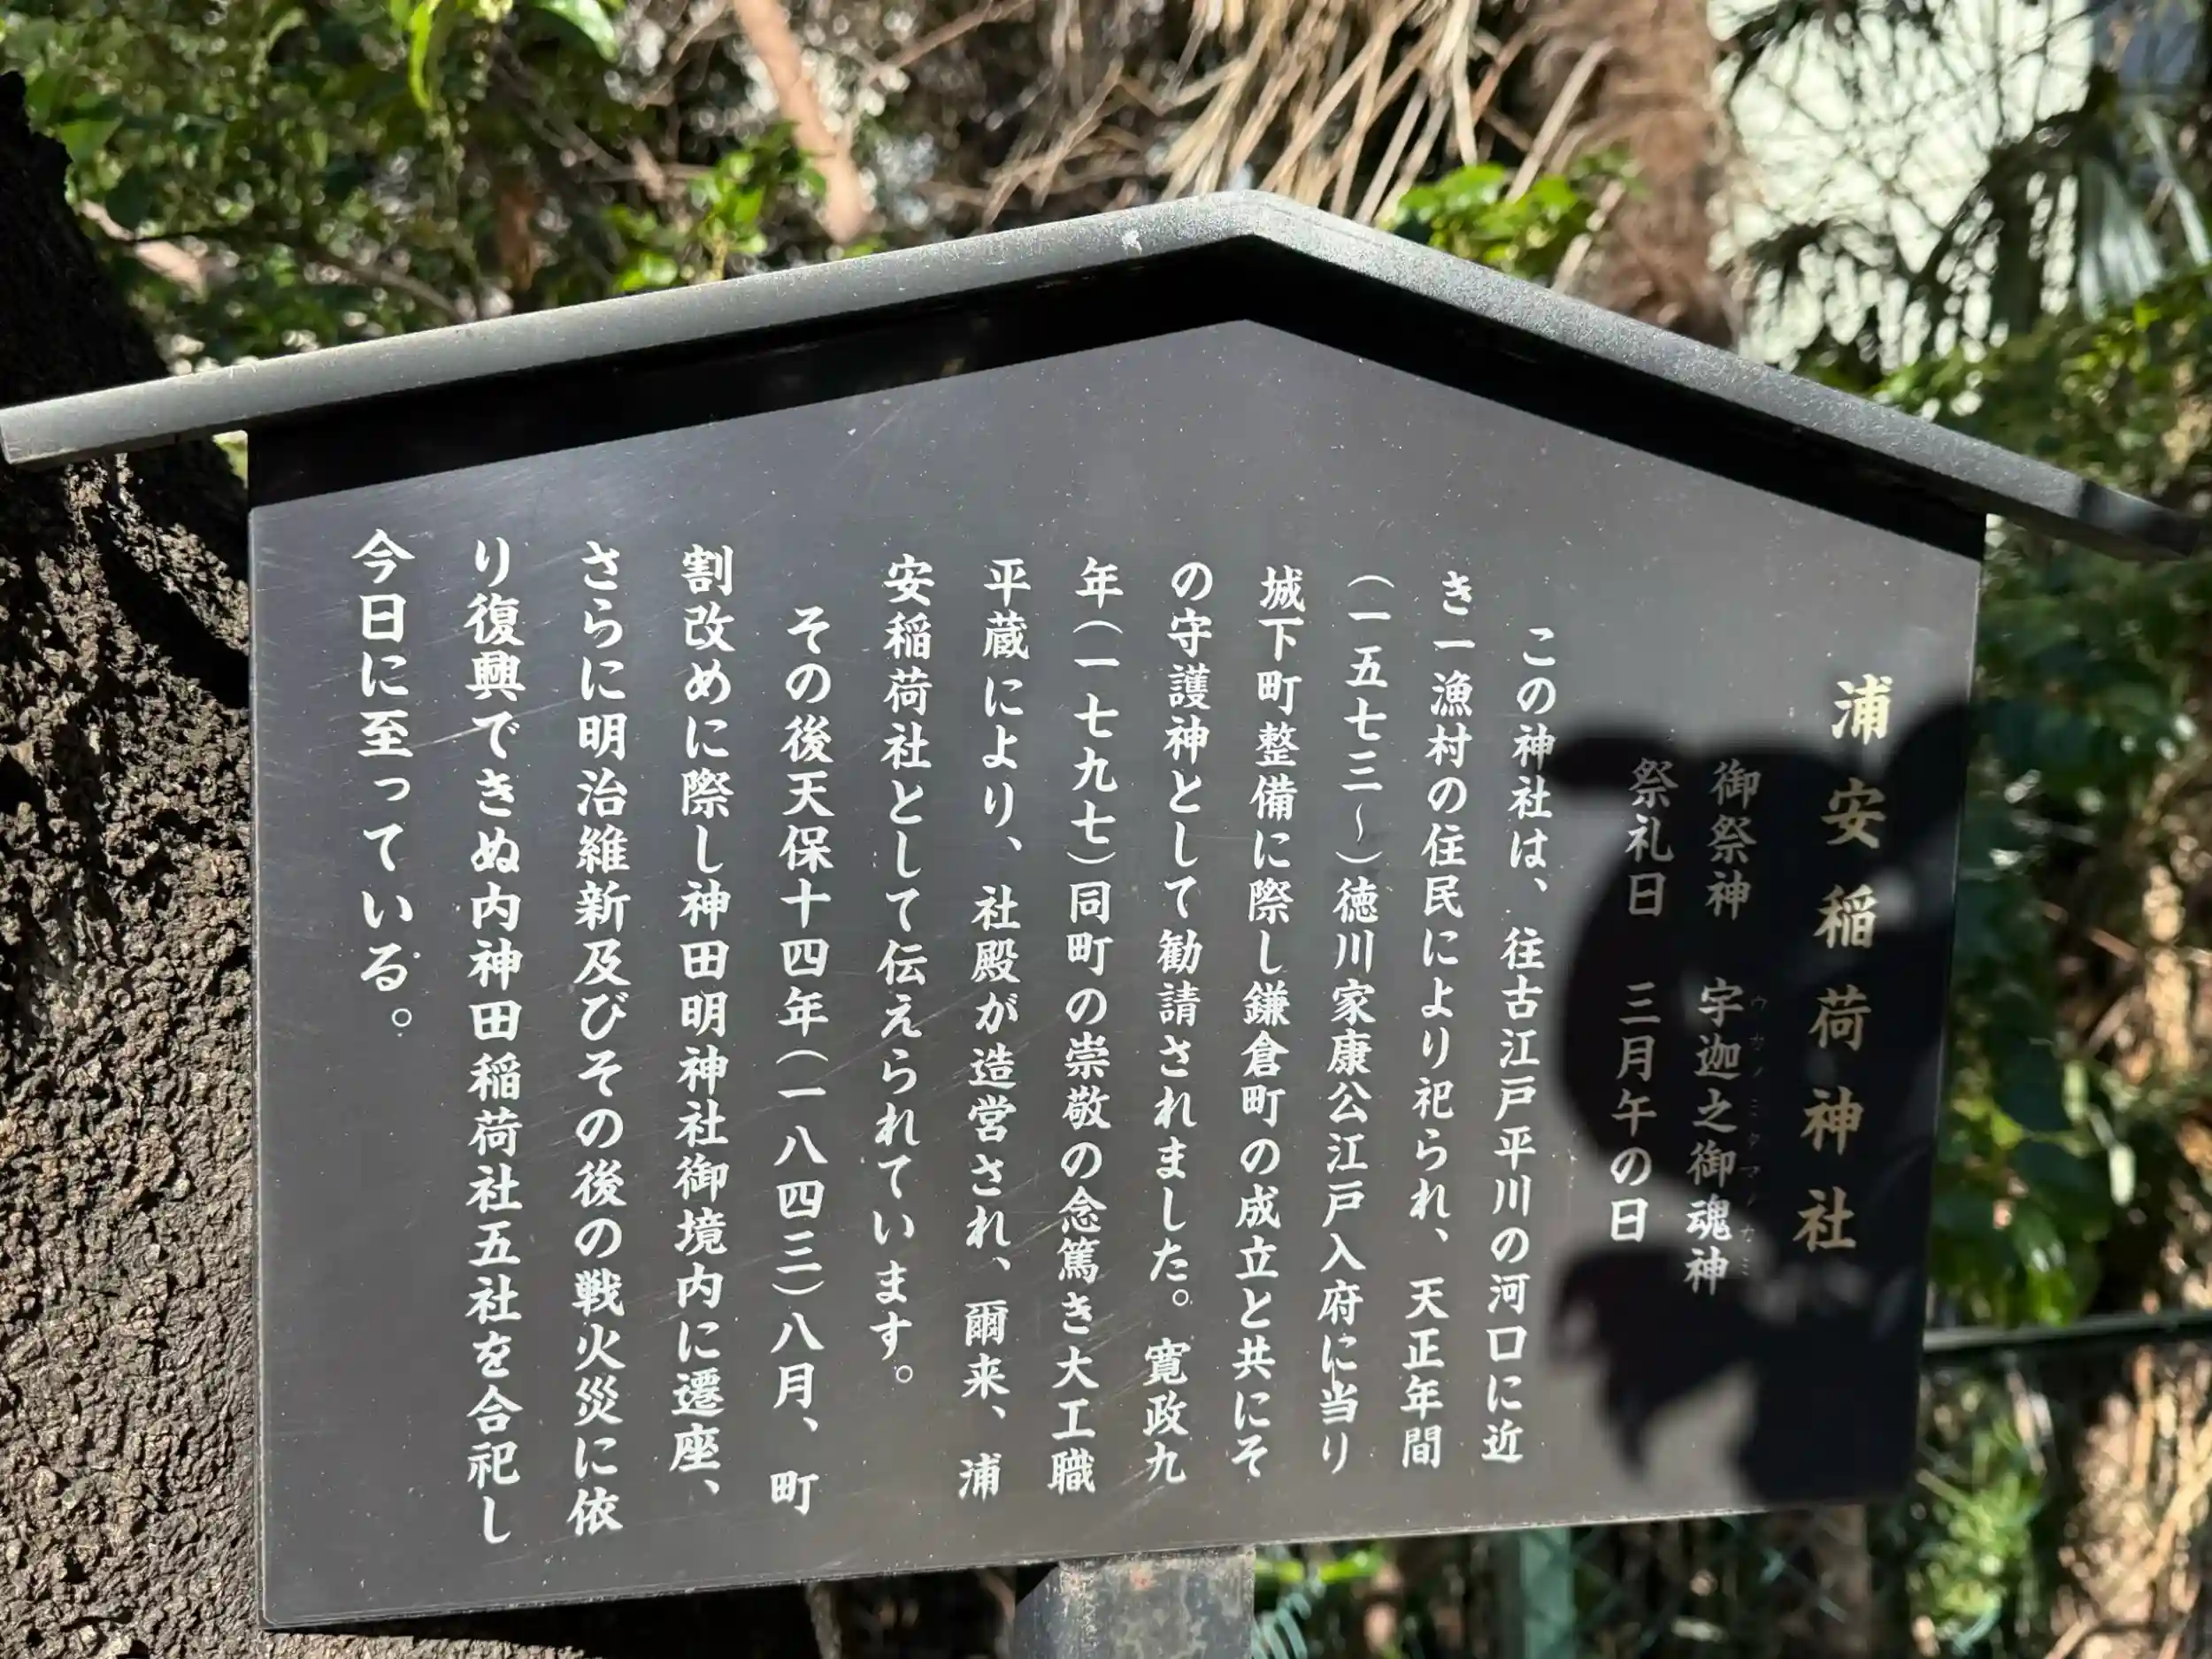 浦安稲荷神社
御祭神　宇迦之御魂神
ウカノミタマノカミ
祭礼日　三月午の日
この神社は、往古江戸平川の河口に近
き一漁村の住民により祀られ、天正年間
（一五七三～）徳川家康公江戸入府に当り
城下町整備に際し鎌倉町の成立と共にそ
の守護神として勧請されました。寛政九
年（一七九七）同町の崇敬の念篤き大工職
平蔵により、社殿が造営され、爾来、浦
安稲荷社として伝えられています。
その後天保十四年（一八四三）八月、町
割改めに際し神田明神社御境内に遷座、
さらに明治維新及びその後の戦火災に依
り復興できぬ内神田稲荷社五社を合祀し
今日に至っている。